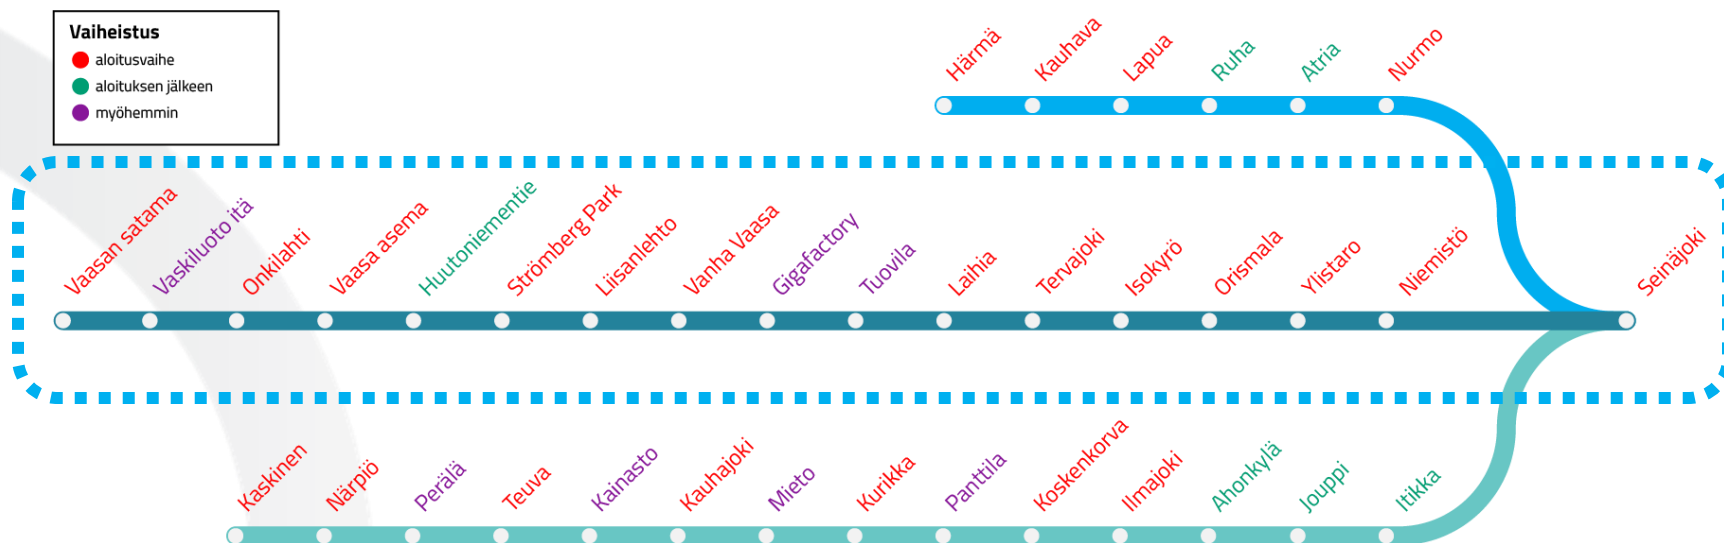 Vaiheistus
aloitusvaihe
aloituksen jälkeen
myöhemmin
Härmä
Kauhava
Lapua
Ruha
Atria
Nurmo
Vaasan satama
Vaskiluoto itä
Onkilahti
Vaasa asema
Huutoniementie
Strömberg Park
Liisanlehto
Vanha Vaasa
Gigafactory
Tuovila
Laihia
Tervajoki
Isokyrö
Orismala
Ylistaro
Niemistö
Seinäjoki
Kaskinen
Närpiö
Perälä
Teuva
Kainasto
Kauhajoki
Mieto
Kurikka
Panttila
Koskenkorva
Ilmajoki
Ahonkylä
Jouppi
Itikka